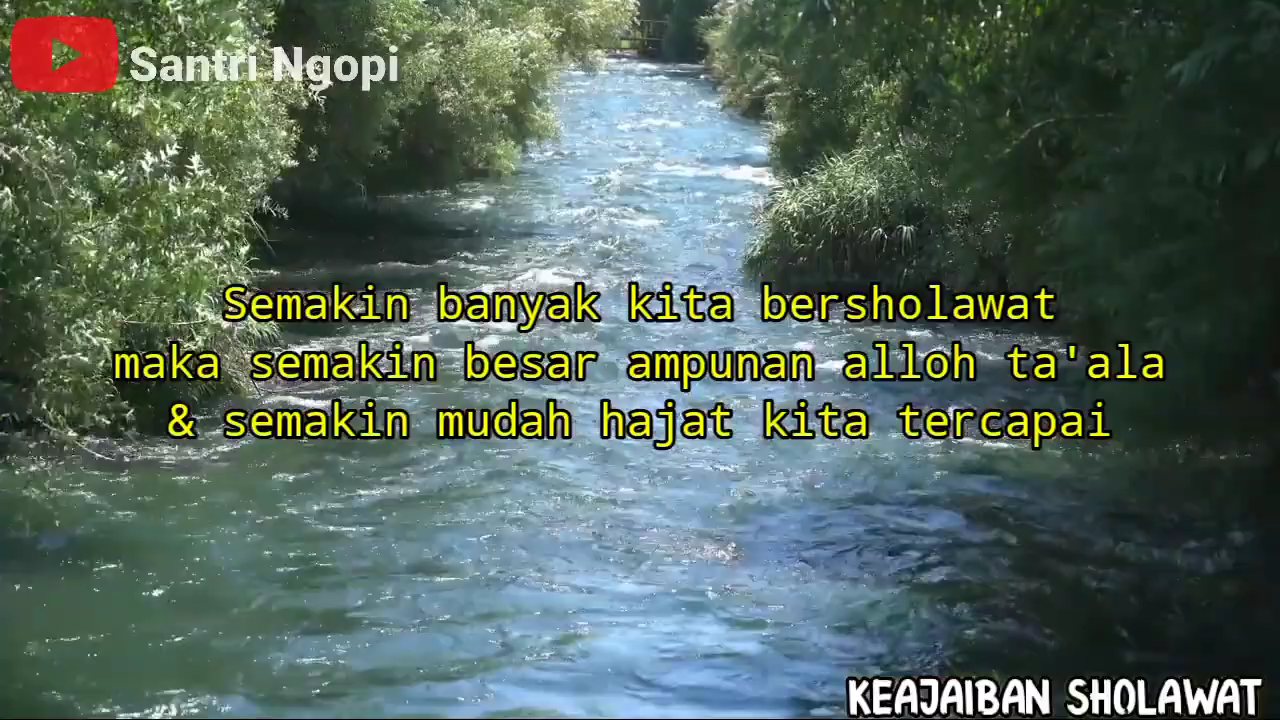 Santri Ngopi
Semakin banyak kita bersholawat
maka semakin besar ampunan alloh ta'ala
& semakin mudah hajat kita tercapai
KEAJAIBAN SHOLAWAT